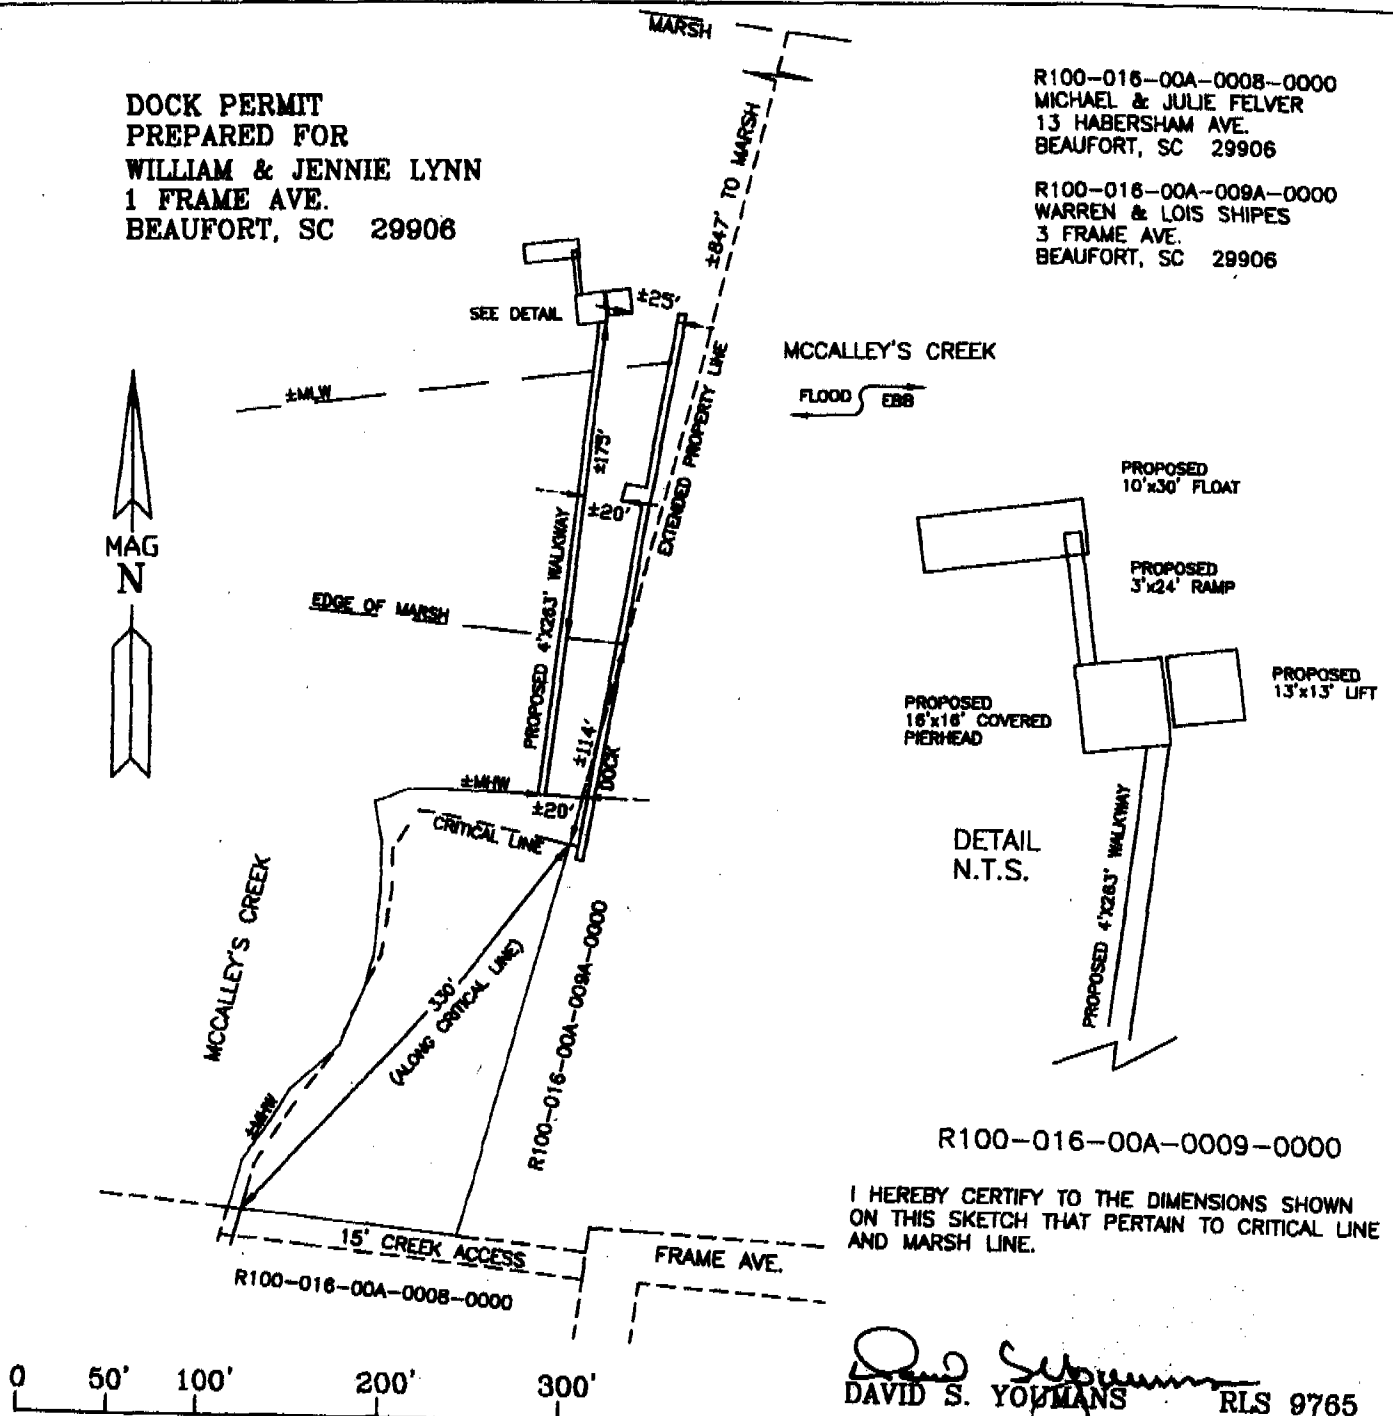 MARSH
DOCK PERMIT
PREPARED FOR
WILLIAM & JENNIE LYNN
1 FRAME AVE.
BEAUFORT, SC 29906
R100-016-00A-0008-0000
MICHAEL & JULIE FELVER
13 HABERSHAM AVE.
BEAUFORT, SC 29906
R100-016-00A-009A-0000
WARREN & LOIS SHIPES
3 FRAME AVE.
BEAUFORT, SC 29906
±847' TO MARSH
SEE DETAIL
±25'
EXTENDED PROPERTY LINE
MCCALLEY'S CREEK
FLOOD
EBB
±MLW
±175'
±20'
PROPOSED 4'X263' WALKWAY
MAG
N
EDGE OF MARSH
±114'
DOCK
±MHW
±20'
CRITICAL LINE
PROPOSED
10'x30' FLOAT
PROPOSED
3'x24' RAMP
PROPOSED
13'x13' LIFT
PROPOSED
16'x16' COVERED
PIERHEAD
PROPOSED 4'X263' WALKWAY
DETAIL
N.T.S.
MCCALLEY'S CREEK
330'
(ALONG CRITICAL LINE)
R100-016-00A-009A-0000
±MHW
R100-016-00A-0009-0000
I HEREBY CERTIFY TO THE DIMENSIONS SHOWN
ON THIS SKETCH THAT PERTAIN TO CRITICAL LINE
AND MARSH LINE.
15' CREEK ACCESS
FRAME AVE.
R100-016-00A-0008-0000
0 50' 100' 200' 300'
DAVID S. YOUMANS RLS 9765